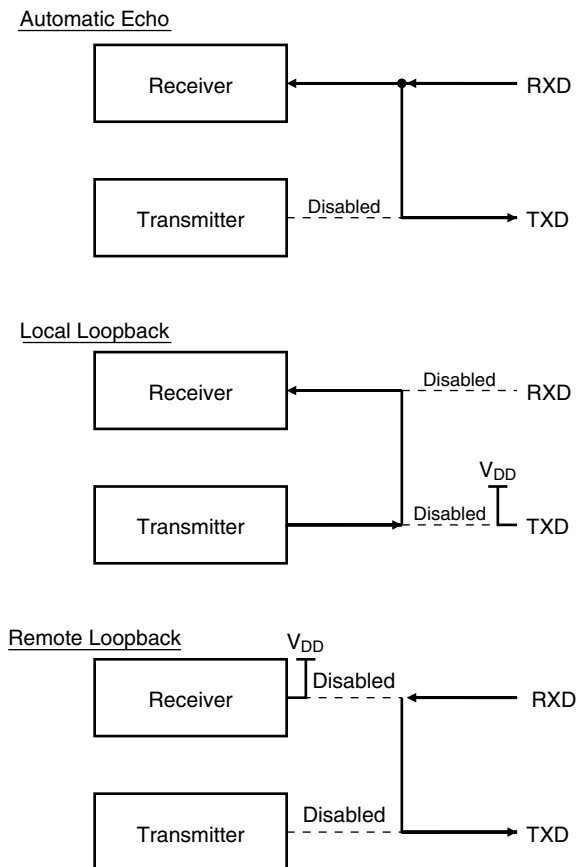 Automatic Echo
Receiver
RXD
Transmitter
Disabled
TXD
Local Loopback
Receiver
Disabled
RXD
VDD
Transmitter
Disabled
TXD
Remote Loopback
VDD
Receiver
Disabled
RXD
Transmitter
Disabled
TXD